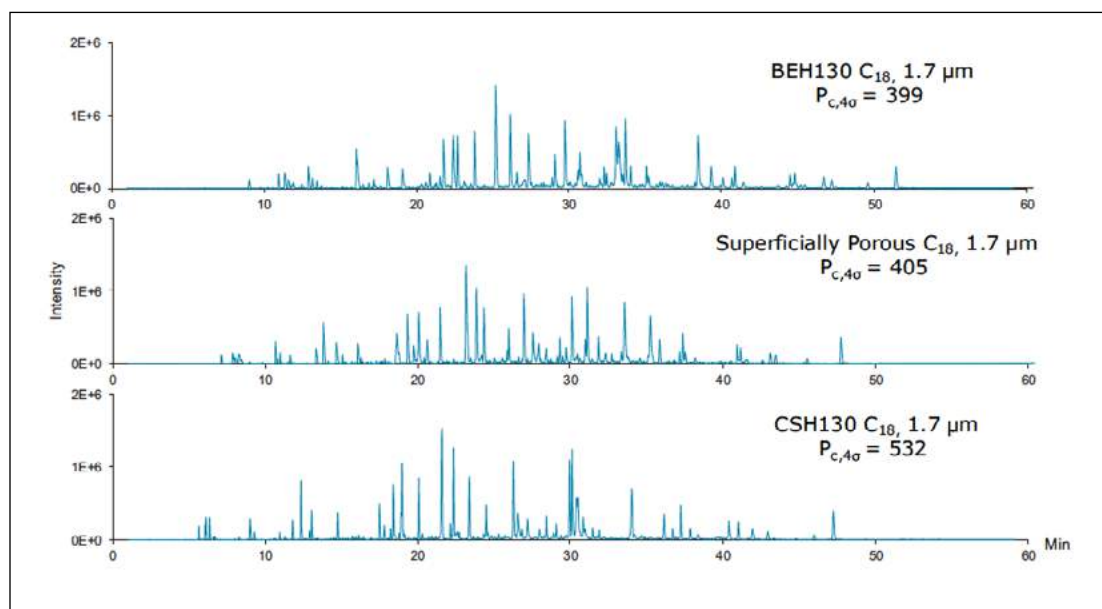 2E+6
1E+6
0E+0
BEH130 C₁₈, 1.7 µm
P_c,4σ = 399
0
10
20
30
40
50
60
2E+6
1E+6
0E+0
Superficially Porous C₁₈, 1.7 µm
P_c,4σ = 405
0
10
20
30
40
50
60
Intensity
2E+6
1E+6
0E+0
CSH130 C₁₈, 1.7 µm
P_c,4σ = 532
0
10
20
30
40
50
60
Min